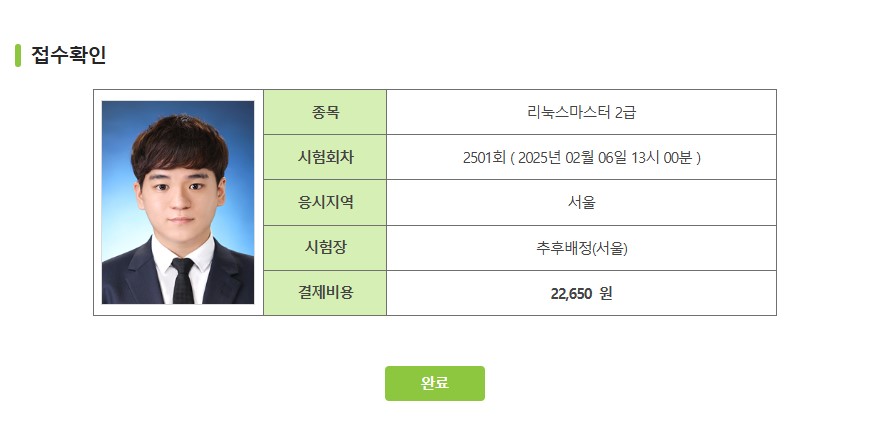 접수확인
종목 리눅스마스터 2급
시험회차 2501회 ( 2025년 02월 06일 13시 00분 )
응시지역 서울
시험장 추후배정(서울)
결제비용 22,650 원
완료